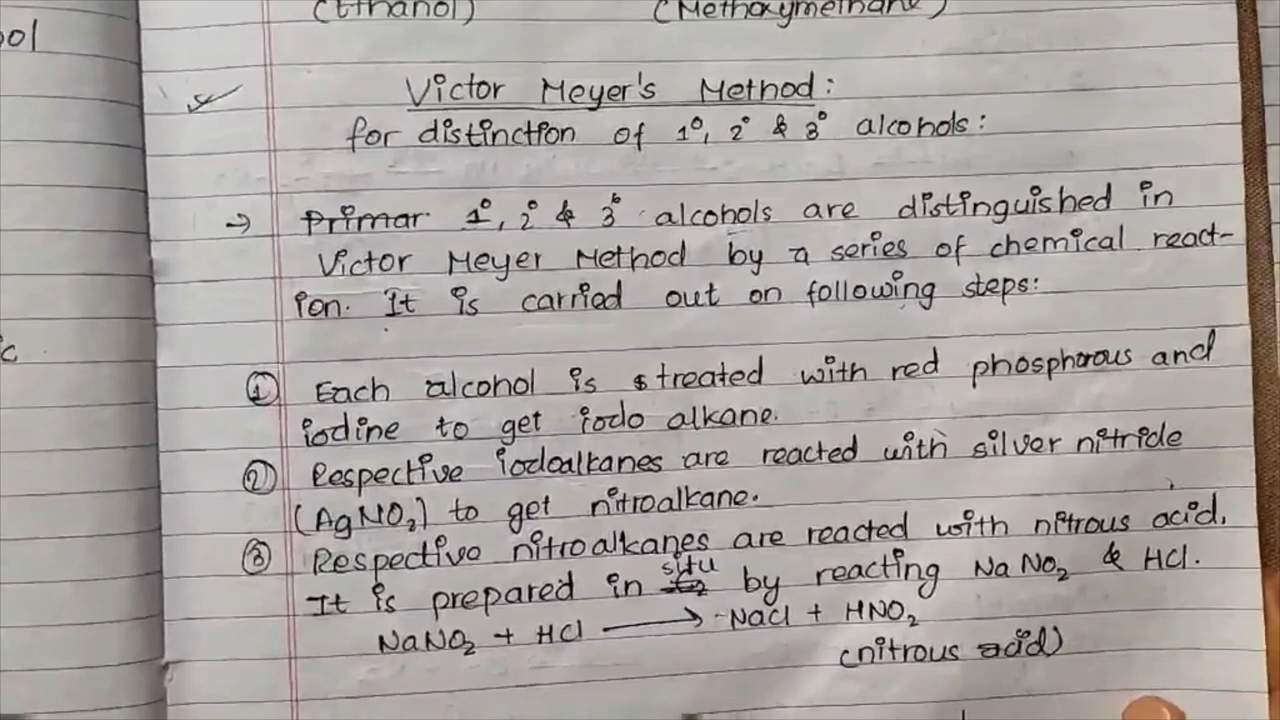 ol
c
(Ethanol) (Methoxymethane)
Victor Meyer's Method:
for distinction of 1°, 2° & 3° alcohols:
→ Primar 1°, 2° & 3° alcohols are distinguished in
Victor Meyer Method by a series of chemical react-
ion. It is carried out on following steps:
① Each alcohol is treated with red phosphorous and
iodine to get iodo alkane.
② Respective iodoalkanes are reacted with silver nitride
(AgNO₂) to get nitroalkane.
③ Respective nitroalkanes are reacted with nitrous acid.
It is prepared in situ by reacting NaNO₂ & HCl.
NaNO₂ + HCl ⟶ NaCl + HNO₂
(nitrous acid)